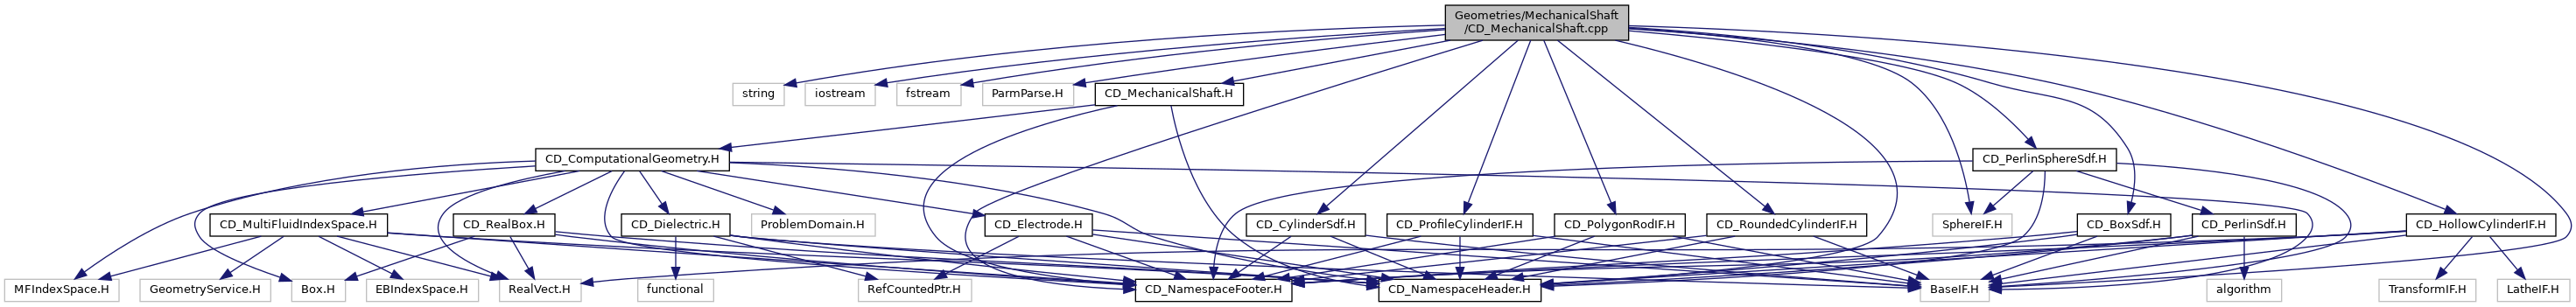 Geometries/MechanicalShaft
/CD_MechanicalShaft.cpp
string
iostream
fstream
ParmParse.H
CD_MechanicalShaft.H
CD_ComputationalGeometry.H
CD_PerlinSphereSdf.H
CD_MultiFluidIndexSpace.H
CD_RealBox.H
CD_Dielectric.H
ProblemDomain.H
CD_Electrode.H
CD_CylinderSdf.H
CD_ProfileCylinderIF.H
CD_PolygonRodIF.H
CD_RoundedCylinderIF.H
SphereIF.H
CD_BoxSdf.H
CD_PerlinSdf.H
CD_HollowCylinderIF.H
MFIndexSpace.H
GeometryService.H
Box.H
EBIndexSpace.H
RealVect.H
functional
RefCountedPtr.H
CD_NamespaceFooter.H
CD_NamespaceHeader.H
BaseIF.H
algorithm
TransformIF.H
LatheIF.H